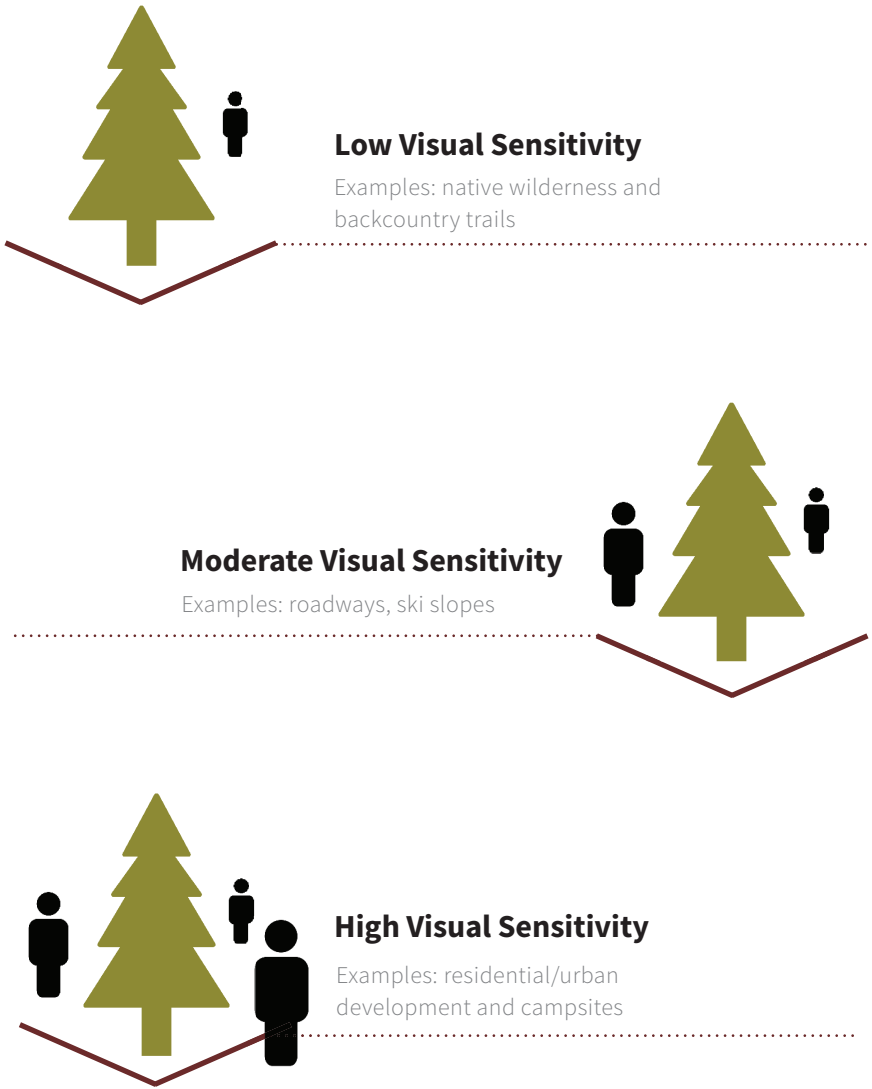 Low Visual Sensitivity
Examples: native wilderness and
backcountry trails
Moderate Visual Sensitivity
Examples: roadways, ski slopes
High Visual Sensitivity
Examples: residential/urban
development and campsites